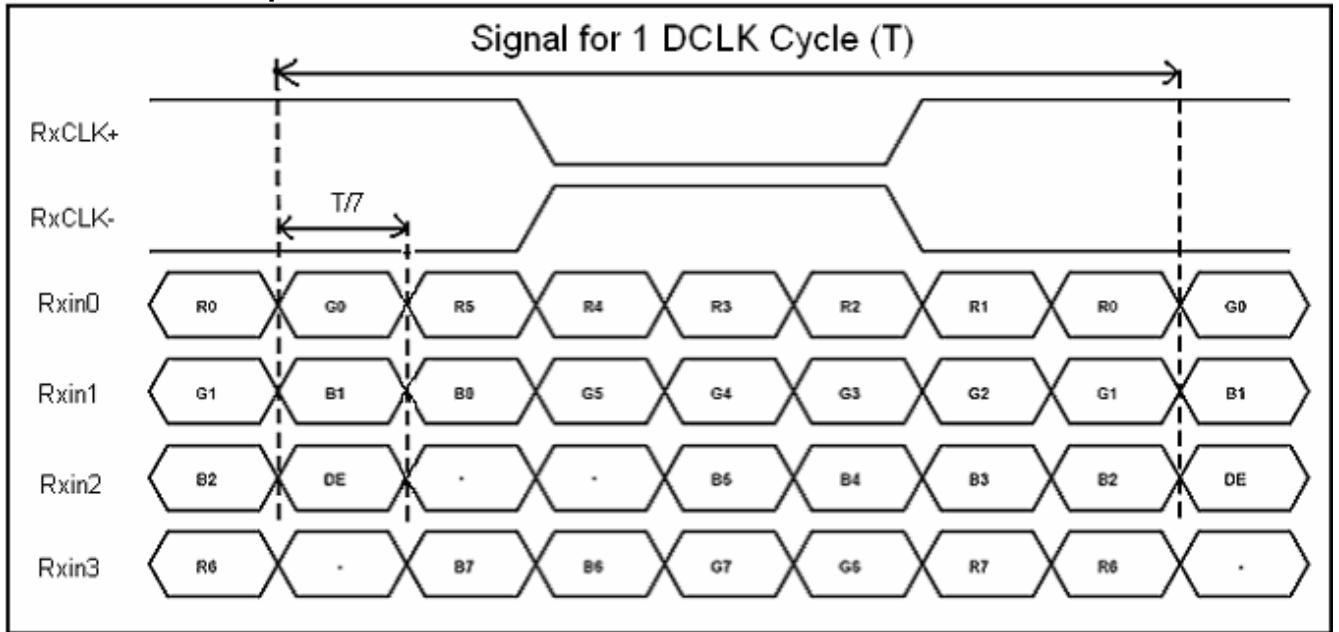 Signal for 1 DCLK Cycle (T)
RxCLK+
T/7
RxCLK-
Rxin0 R0 G0 R5 R4 R3 R2 R1 R0 G0
Rxin1 G1 B1 B0 G5 G4 G3 G2 G1 B1
Rxin2 B2 DE - - B5 B4 B3 B2 DE
Rxin3 R6 - B7 B6 G7 G6 R7 R6 -